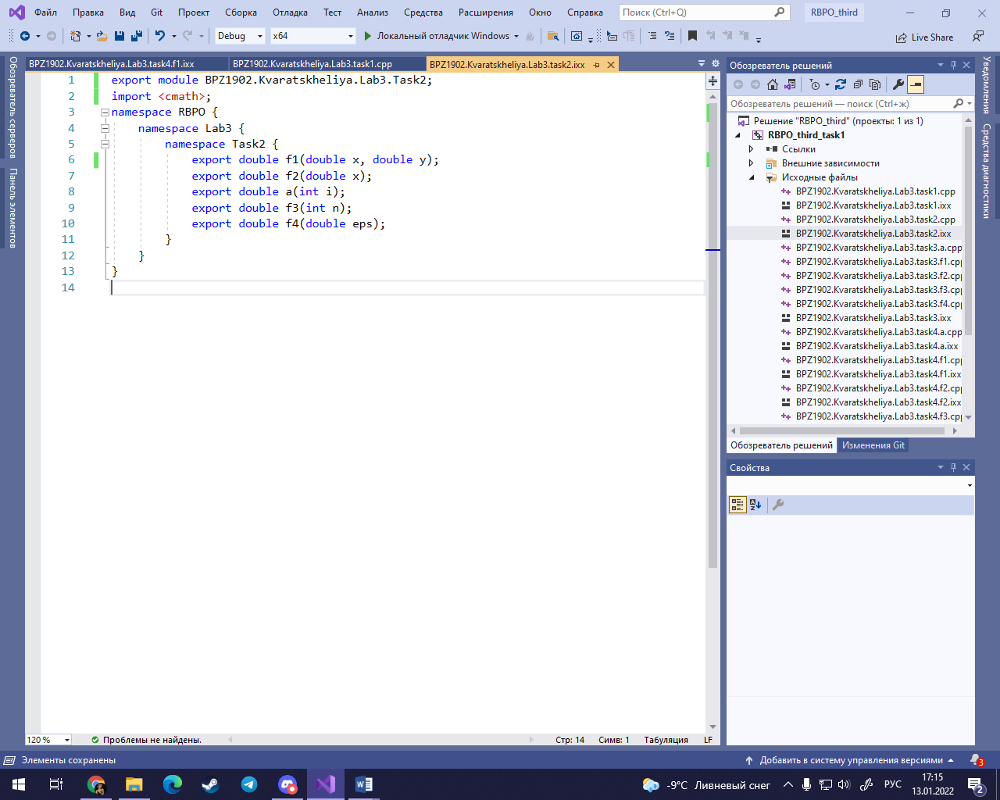 Файл Правка Вид Git Проект Сборка Отладка Тест Анализ Средства Расширения Окно Справка Поиск (Ctrl+Q) RBPO_third
Debug x64 Локальный отладчик Windows Live Share
Обозреватель серверов
Панель элементов
BPZ1902.Kvaratskheliya.Lab3.task4.f1.ixx BPZ1902.Kvaratskheliya.Lab3.task1.cpp BPZ1902.Kvaratskheliya.Lab3.task2.ixx
1 export module BPZ1902.Kvaratskheliya.Lab3.Task2;
2 import <cmath>;
3 namespace RBPO {
4 namespace Lab3 {
5 namespace Task2 {
6 export double f1(double x, double y);
7 export double f2(double x);
8 export double a(int i);
9 export double f3(int n);
10 export double f4(double eps);
11 }
12 }
13 }
14
120 % Проблемы не найдены. Стр: 14 Симв: 1 Табуляция LF
Обозреватель решений
Обозреватель решений — поиск (Ctrl+ж)
Решение "RBPO_third" (проекты: 1 из 1)
RBPO_third_task1
Ссылки
Внешние зависимости
Исходные файлы
BPZ1902.Kvaratskheliya.Lab3.task1.cpp
BPZ1902.Kvaratskheliya.Lab3.task1.ixx
BPZ1902.Kvaratskheliya.Lab3.task2.cpp
BPZ1902.Kvaratskheliya.Lab3.task2.ixx
BPZ1902.Kvaratskheliya.Lab3.task3.a.cpp
BPZ1902.Kvaratskheliya.Lab3.task3.f1.cpp
BPZ1902.Kvaratskheliya.Lab3.task3.f2.cpp
BPZ1902.Kvaratskheliya.Lab3.task3.f3.cpp
BPZ1902.Kvaratskheliya.Lab3.task3.f4.cpp
BPZ1902.Kvaratskheliya.Lab3.task3.ixx
BPZ1902.Kvaratskheliya.Lab3.task4.a.cpp
BPZ1902.Kvaratskheliya.Lab3.task4.a.ixx
BPZ1902.Kvaratskheliya.Lab3.task4.f1.cpp
BPZ1902.Kvaratskheliya.Lab3.task4.f1.ixx
BPZ1902.Kvaratskheliya.Lab3.task4.f2.cpp
BPZ1902.Kvaratskheliya.Lab3.task4.f2.ixx
BPZ1902.Kvaratskheliya.Lab3.task4.f3.cpp
Обозреватель решений Изменения Git
Свойства
Уведомления
Средства диагностики
Элементы сохранены Добавить в систему управления версиями 3
-9°C Ливневый снег РУС 17:15
13.01.2022 2